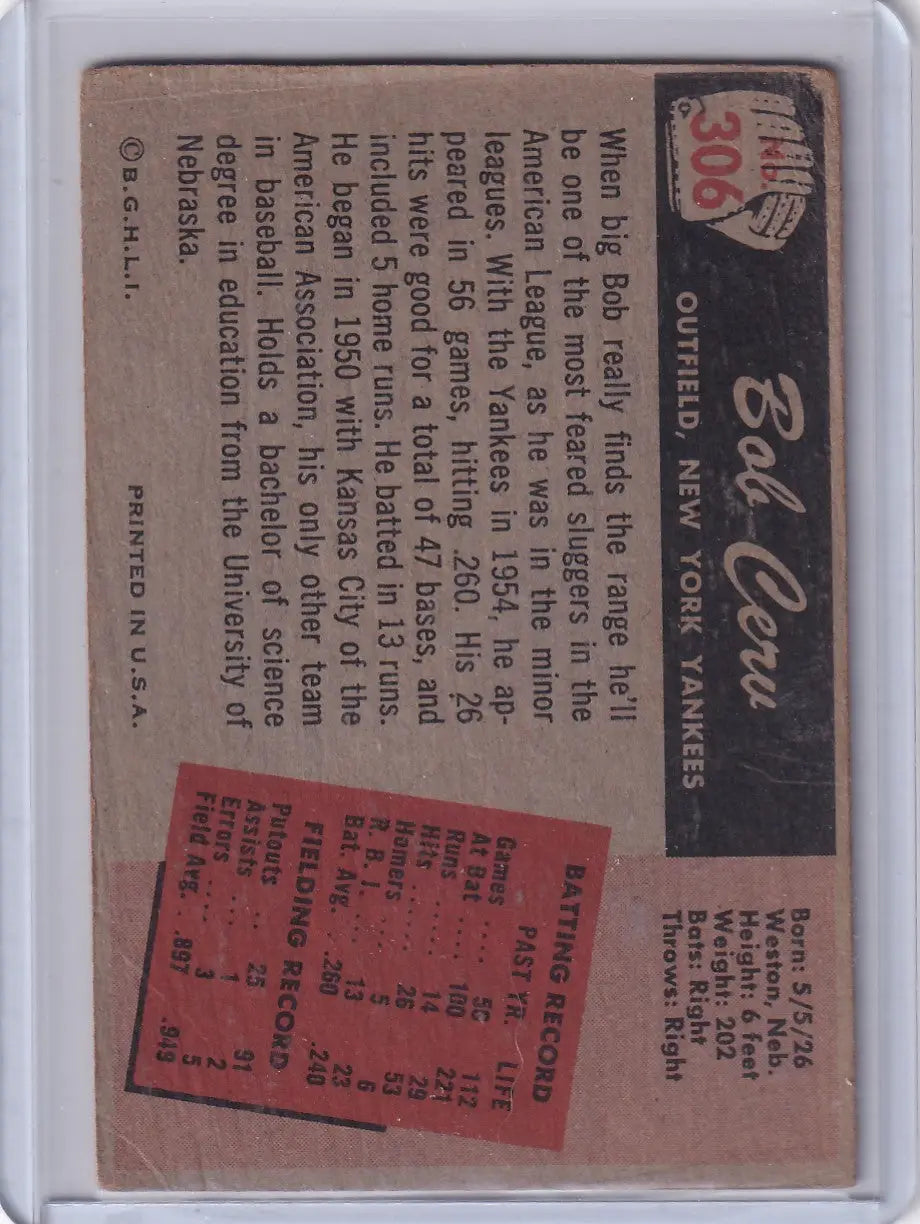 NO.
306
Bob Cerv
OUTFIELD, NEW YORK YANKEES
Born: 5/5/26
Weston, Neb.
Height: 6 feet
Weight: 202
Bats: Right
Throws: Right
When big Bob really finds the range he'll
be one of the most feared sluggers in the
American League, as he was in the minor
leagues. With the Yankees in 1954, he ap-
peared in 56 games, hitting .260. His 26
hits were good for a total of 47 bases, and
included 5 home runs. He batted in 13 runs.
He began in 1950 with Kansas City of the
American Association, his only other team
in baseball. Holds a bachelor of science
degree in education from the University of
Nebraska.
© B.G.H.L.I. PRINTED IN U.S.A.
BATTING RECORD
PAST YR. LIFE
Games .... 56 112
At Bat .... 100 221
Runs ..... 14 29
Hits ...... 26 53
Homers .... 5 6
R. B. I. .... 13 23
Bat. Avg. . .260 .240
FIELDING RECORD
Putouts .. 25 91
Assists ... 1 2
Errors .... 3 5
Field Avg. . .897 .949